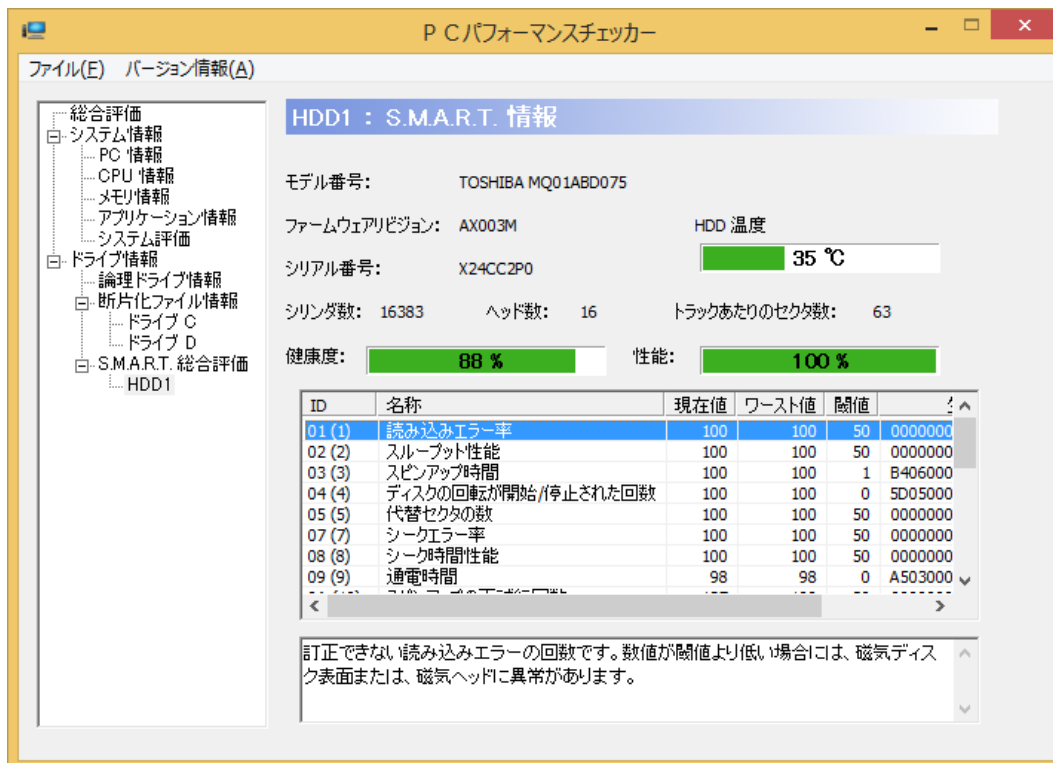 PCパフォーマンスチェッカー
ファイル(F) バージョン情報(A)
総合評価
システム情報
PC 情報
CPU 情報
メモリ情報
アプリケーション情報
システム評価
ドライブ情報
論理ドライブ情報
断片化ファイル情報
ドライブ C
ドライブ D
S.M.A.R.T. 総合評価
HDD1
HDD1 : S.M.A.R.T. 情報
モデル番号: TOSHIBA MQ01ABD075
ファームウェアリビジョン: AX003M HDD 温度
35 ℃
シリアル番号: X24CC2P0
シリンダ数: 16383 ヘッド数: 16 トラックあたりのセクタ数: 63
健康度: 88 % 性能: 100 %
ID 名称 現在値 ワースト値 閾値
01 (1) 読み込みエラー率 100 100 50 0000000
02 (2) スループット性能 100 100 50 0000000
03 (3) スピンアップ時間 100 100 1 B406000
04 (4) ディスクの回転が開始/停止された回数 100 100 0 5D05000
05 (5) 代替セクタの数 100 100 50 0000000
07 (7) シークエラー率 100 100 50 0000000
08 (8) シーク時間性能 100 100 50 0000000
09 (9) 通電時間 98 98 0 A503000
訂正できない読み込みエラーの回数です。数値が閾値より低い場合には、磁気ディス
ク表面または、磁気ヘッドに異常があります。